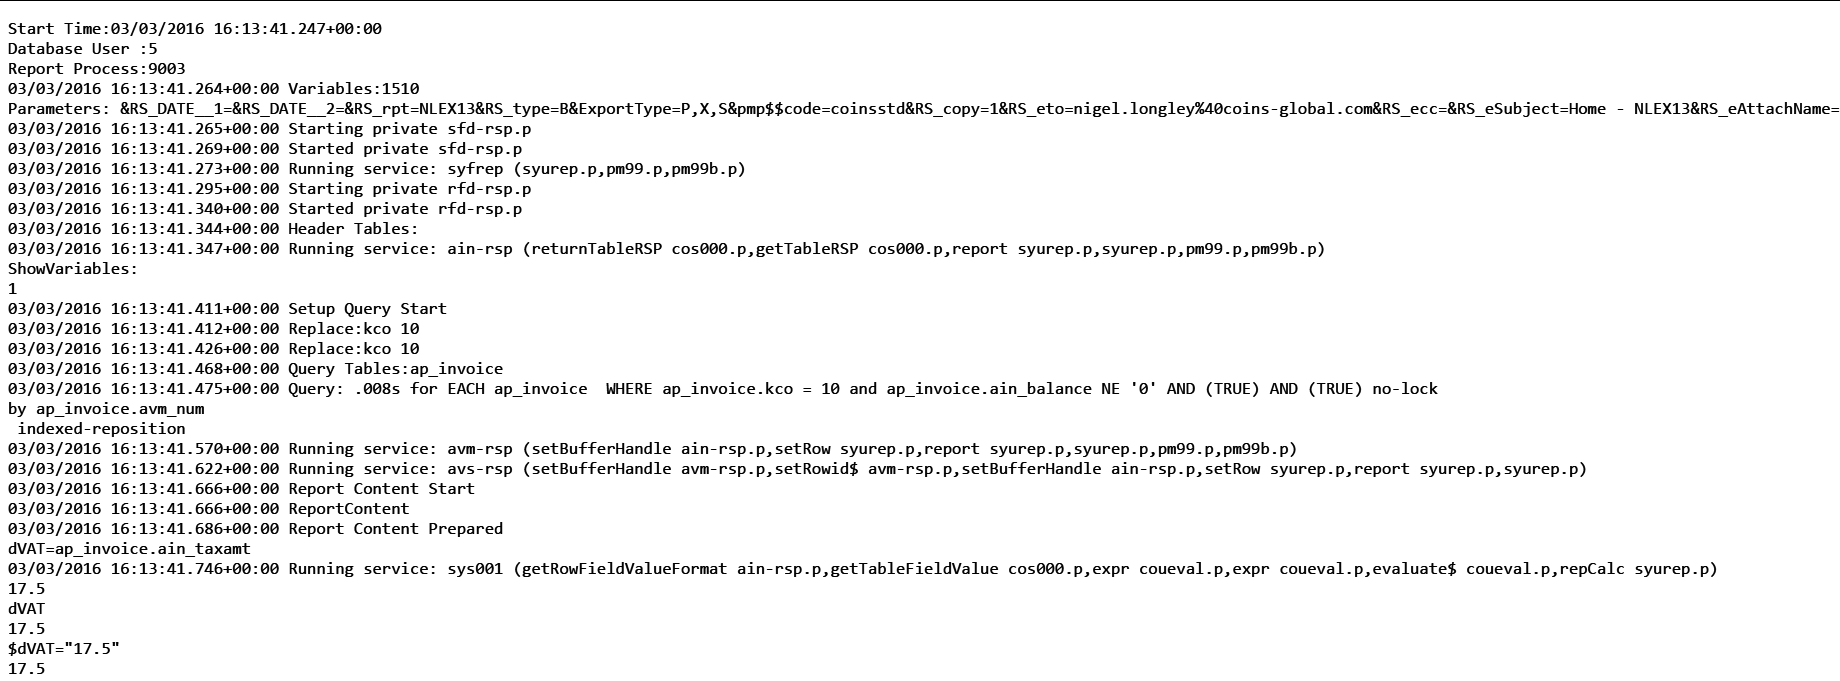 Start Time:03/03/2016 16:13:41.247+00:00
Database User :5
Report Process:9003
03/03/2016 16:13:41.264+00:00 Variables:1510
Parameters: &RS_DATE__1=&RS_DATE__2=&RS_rpt=NLEX13&RS_type=B&ExportType=P,X,S&pmp$$code=coinsstd&RS_copy=1&RS_eto=nigel.longley%40coins-global.com&RS_ecc=&RS_eSubject=Home - NLEX13&RS_eAttachName=
03/03/2016 16:13:41.265+00:00 Starting private sfd-rsp.p
03/03/2016 16:13:41.269+00:00 Started private sfd-rsp.p
03/03/2016 16:13:41.273+00:00 Running service: syfrep (syurep.p,pm99.p,pm99b.p)
03/03/2016 16:13:41.295+00:00 Starting private rfd-rsp.p
03/03/2016 16:13:41.340+00:00 Started private rfd-rsp.p
03/03/2016 16:13:41.344+00:00 Header Tables:
03/03/2016 16:13:41.347+00:00 Running service: ain-rsp (returnTableRSP cos000.p,getTableRSP cos000.p,report syurep.p,syurep.p,pm99.p,pm99b.p)
ShowVariables:
1
03/03/2016 16:13:41.411+00:00 Setup Query Start
03/03/2016 16:13:41.412+00:00 Replace:kco 10
03/03/2016 16:13:41.426+00:00 Replace:kco 10
03/03/2016 16:13:41.468+00:00 Query Tables:ap_invoice
03/03/2016 16:13:41.475+00:00 Query: .008s for EACH ap_invoice  WHERE ap_invoice.kco = 10 and ap_invoice.ain_balance NE '0' AND (TRUE) AND (TRUE) no-lock
by ap_invoice.avm_num
 indexed-reposition
03/03/2016 16:13:41.570+00:00 Running service: avm-rsp (setBufferHandle ain-rsp.p,setRow syurep.p,report syurep.p,syurep.p,pm99.p,pm99b.p)
03/03/2016 16:13:41.622+00:00 Running service: avs-rsp (setBufferHandle avm-rsp.p,setRowid$ avm-rsp.p,setBufferHandle ain-rsp.p,setRow syurep.p,report syurep.p,syurep.p)
03/03/2016 16:13:41.666+00:00 Report Content Start
03/03/2016 16:13:41.666+00:00 ReportContent
03/03/2016 16:13:41.686+00:00 Report Content Prepared
dVAT=ap_invoice.ain_taxamt
03/03/2016 16:13:41.746+00:00 Running service: sys001 (getRowFieldValueFormat ain-rsp.p,getTableFieldValue cos000.p,expr coueval.p,expr coueval.p,evaluate$ coueval.p,repCalc syurep.p)
17.5
dVAT
17.5
$dVAT="17.5"
17.5